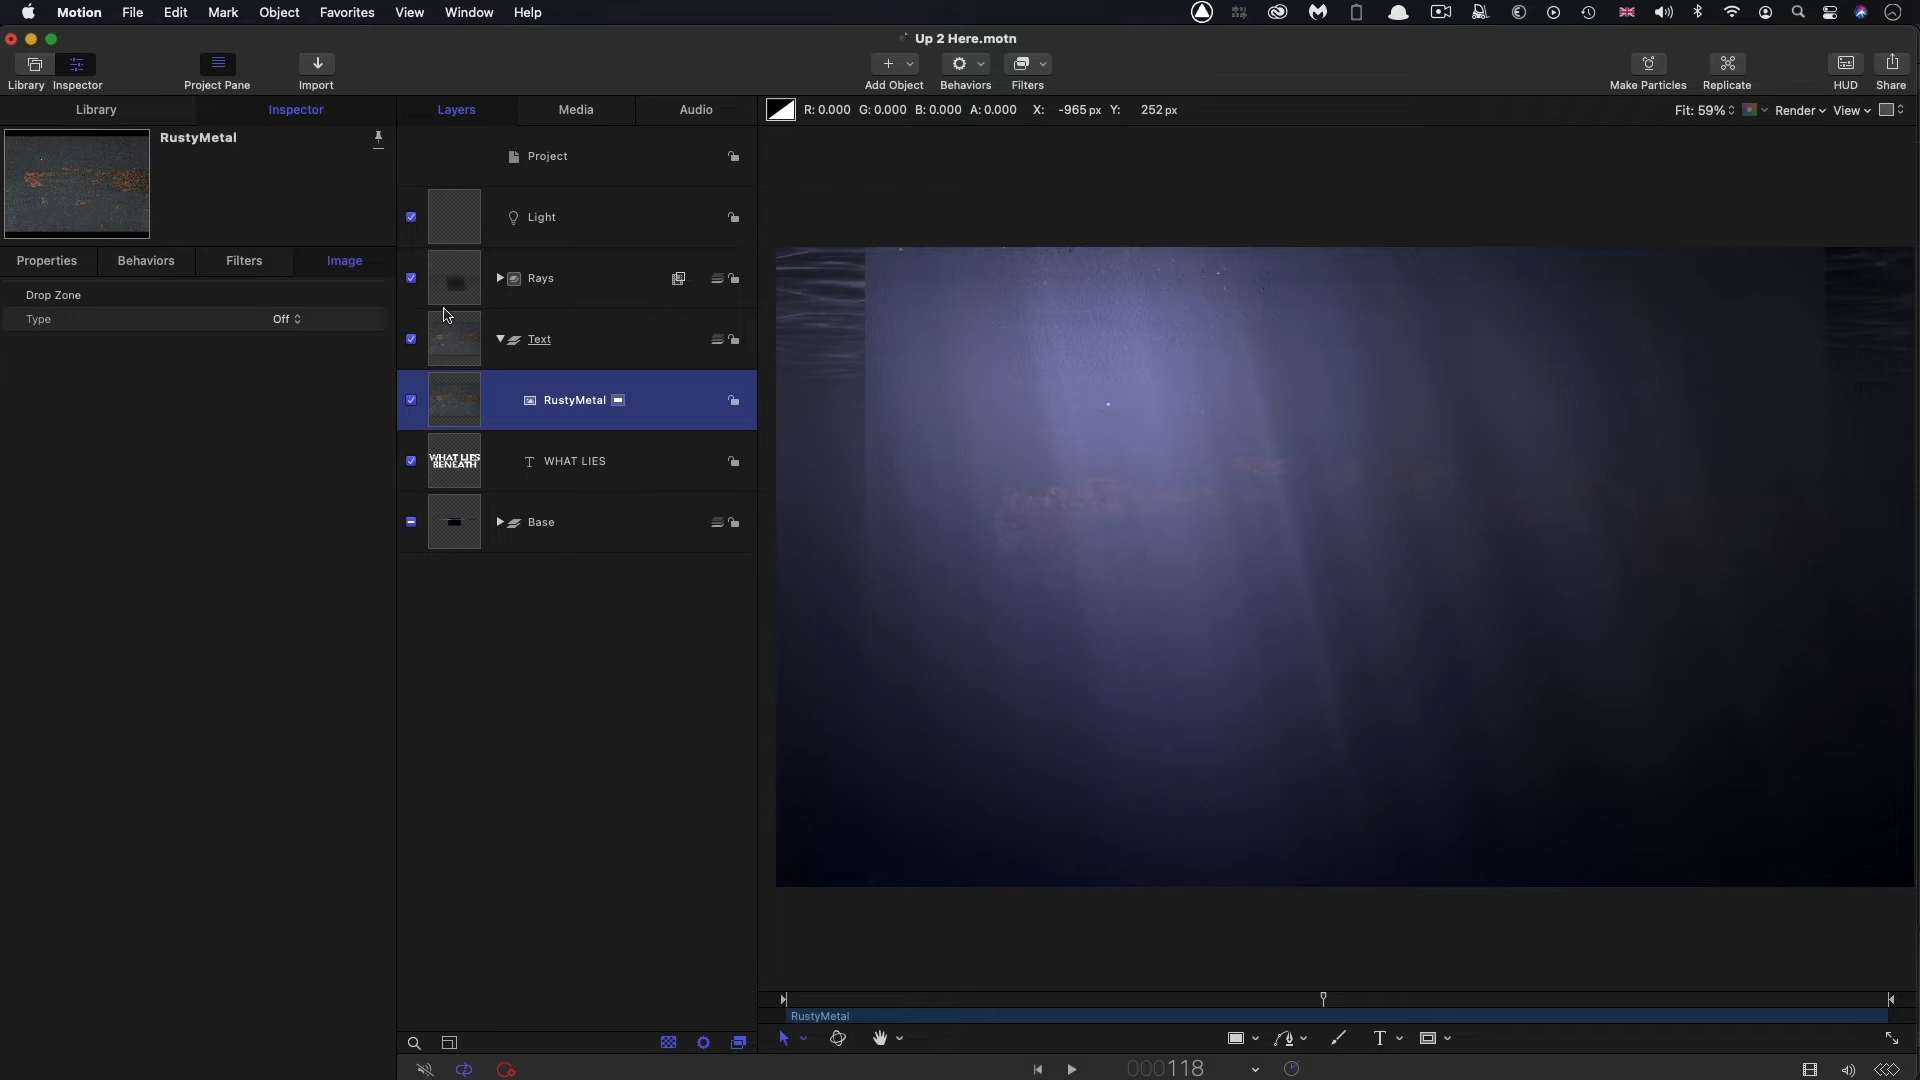 Motion File Edit Mark Object Favorites View Window Help
Up 2 Here.motn
Library Inspector Project Pane Import Add Object Behaviors Filters Make Particles Replicate HUD Share
Library Inspector Layers Media Audio R: 0.000 G: 0.000 B: 0.000 A: 0.000 X: -965 px Y: 252 px Fit: 59% Render View
RustyMetal
Project
Light
Properties Behaviors Filters Image
Rays
Drop Zone
Type Off
Text
RustyMetal
WHAT LIES
BENEATH
WHAT LIES
Base
RustyMetal
T
000118